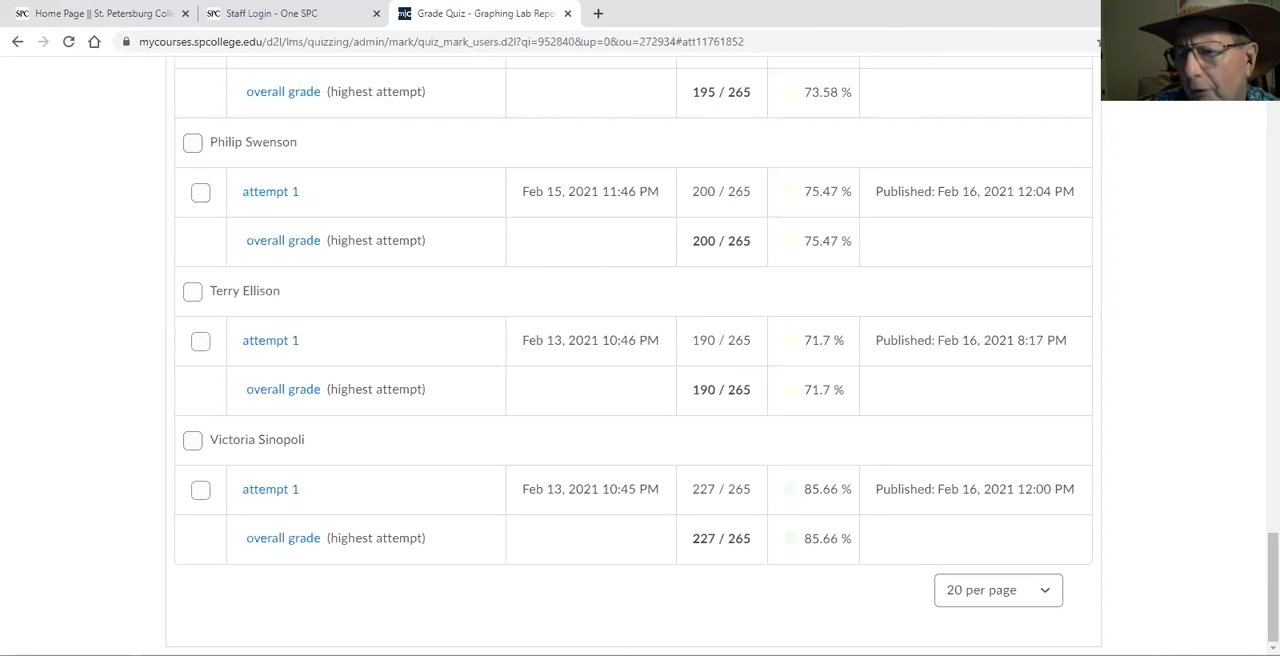 SPC Home Page || St. Petersburg Coll
SPC Staff Login - One SPC
m|c Grade Quiz - Graphing Lab Repo
mycourses.spcollege.edu/d2l/lms/quizzing/admin/mark/quiz_mark_users.d2l?qi=952840&up=0&ou=272934#att11761852
overall grade (highest attempt) 195 / 265 73.58 %
Philip Swenson
attempt 1 Feb 15, 2021 11:46 PM 200 / 265 75.47 % Published: Feb 16, 2021 12:04 PM
overall grade (highest attempt) 200 / 265 75.47 %
Terry Ellison
attempt 1 Feb 13, 2021 10:46 PM 190 / 265 71.7 % Published: Feb 16, 2021 8:17 PM
overall grade (highest attempt) 190 / 265 71.7 %
Victoria Sinopoli
attempt 1 Feb 13, 2021 10:45 PM 227 / 265 85.66 % Published: Feb 16, 2021 12:00 PM
overall grade (highest attempt) 227 / 265 85.66 %
20 per page